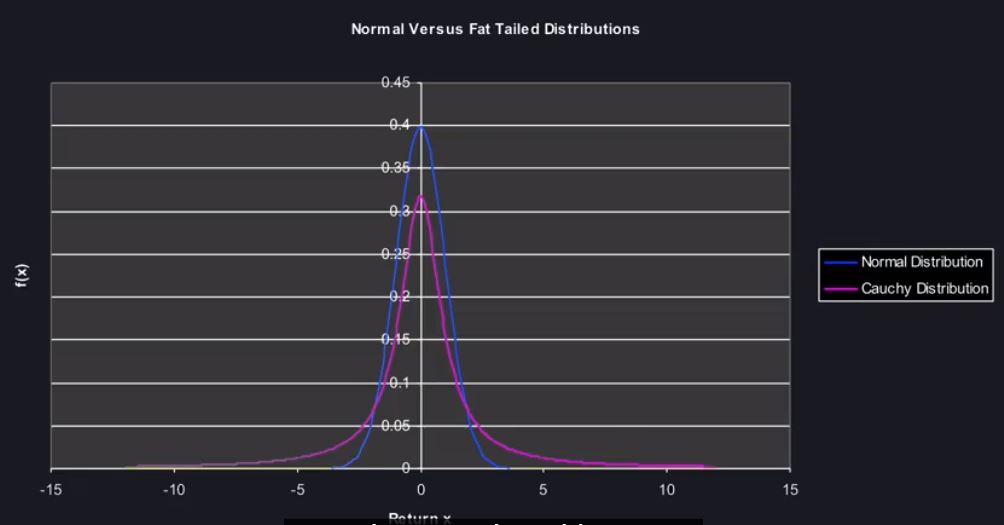 Normal Versus Fat Tailed Distributions
0.45
0.4
0.35
0.3
0.25
0.2
0.15
0.1
0.05
0
f(x)
-15 -10 -5 0 5 10 15
Return x
Normal Distribution
Cauchy Distribution